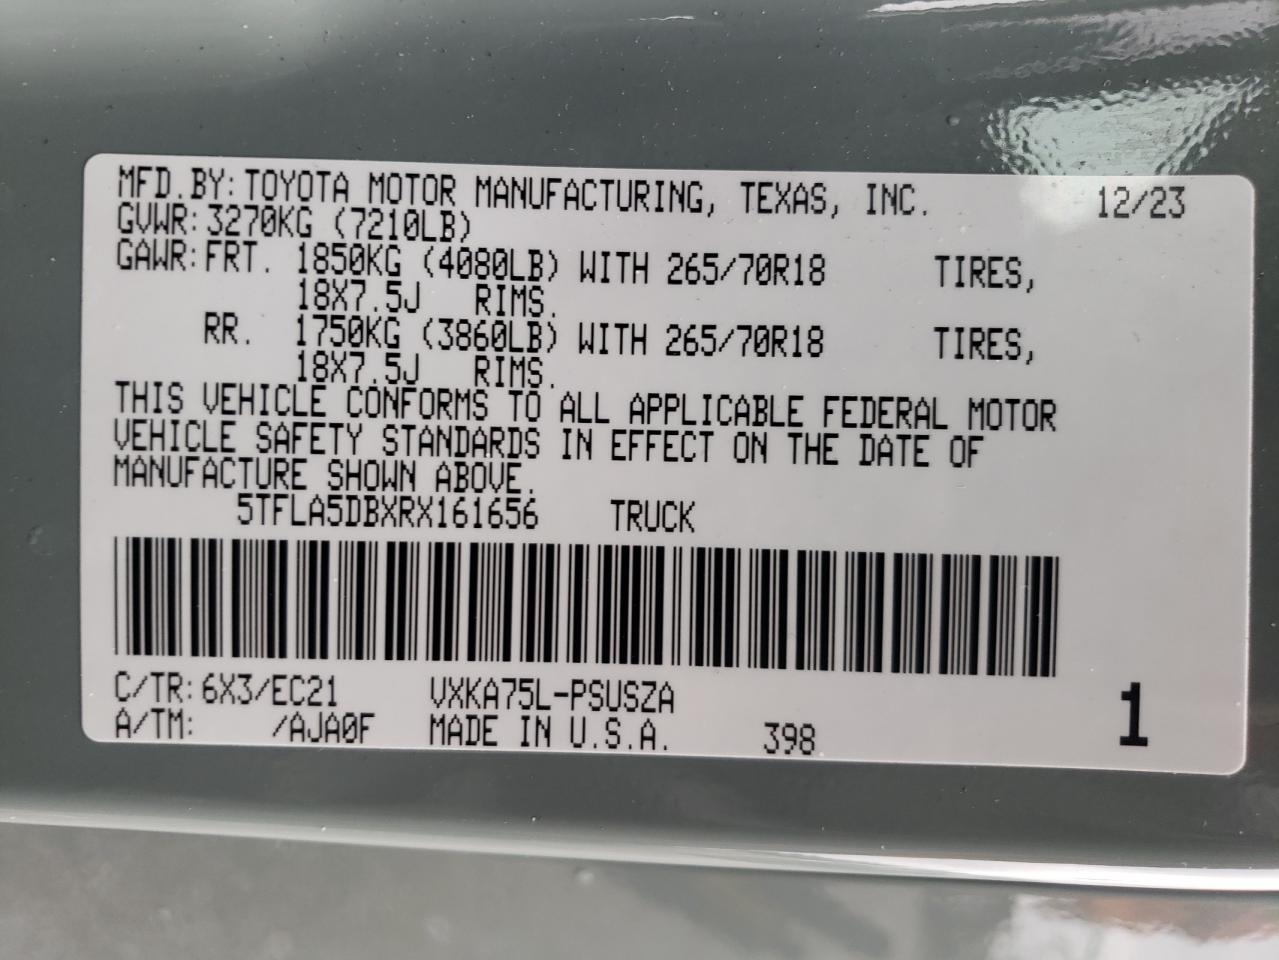 MFD.BY:TOYOTA MOTOR MANUFACTURING, TEXAS, INC. 12/23
GVWR:3270KG (7210LB)
GAWR:FRT. 1850KG (4080LB) WITH 265/70R18 TIRES,
18X7.5J RIMS.
RR. 1750KG (3860LB) WITH 265/70R18 TIRES,
18X7.5J RIMS.
THIS VEHICLE CONFORMS TO ALL APPLICABLE FEDERAL MOTOR
VEHICLE SAFETY STANDARDS IN EFFECT ON THE DATE OF
MANUFACTURE SHOWN ABOVE.
5TFLA5DBXRX161656 TRUCK
C/TR:6X3/EC21 VXKA75L-PSUSZA
A/TM: /AJA0F MADE IN U.S.A. 398 1